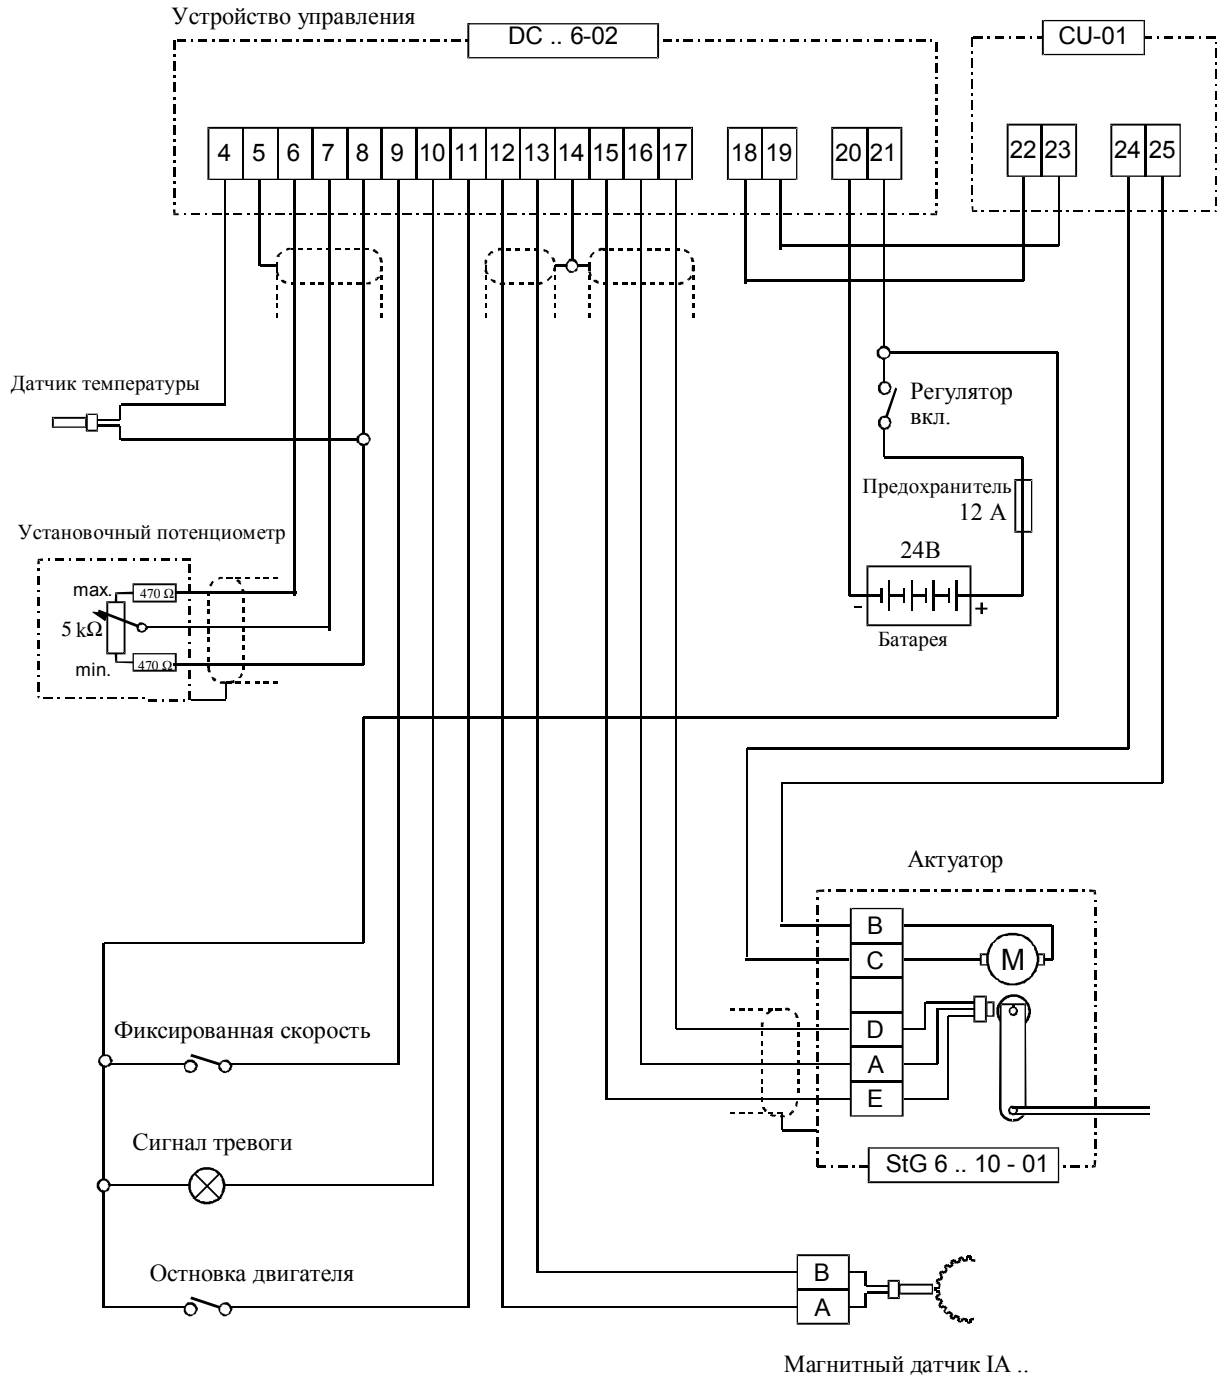 Устройство управления
DC .. 6-02
CU-01
4 5 6 7 8 9 10 11 12 13 14 15 16 17 18 19 20 21 22 23 24 25
Датчик температуры
Регулятор
вкл.
Предохранитель
12 А
Установочный потенциометр
24В
max.
470 Ω
5 kΩ
470 Ω
min.
- +
Батарея
Актуатор
B
C
M
D
A
E
Фиксированная скорость
Сигнал тревоги
StG 6 .. 10 - 01
Остновка двигателя
B
A
Магнитный датчик IA ..